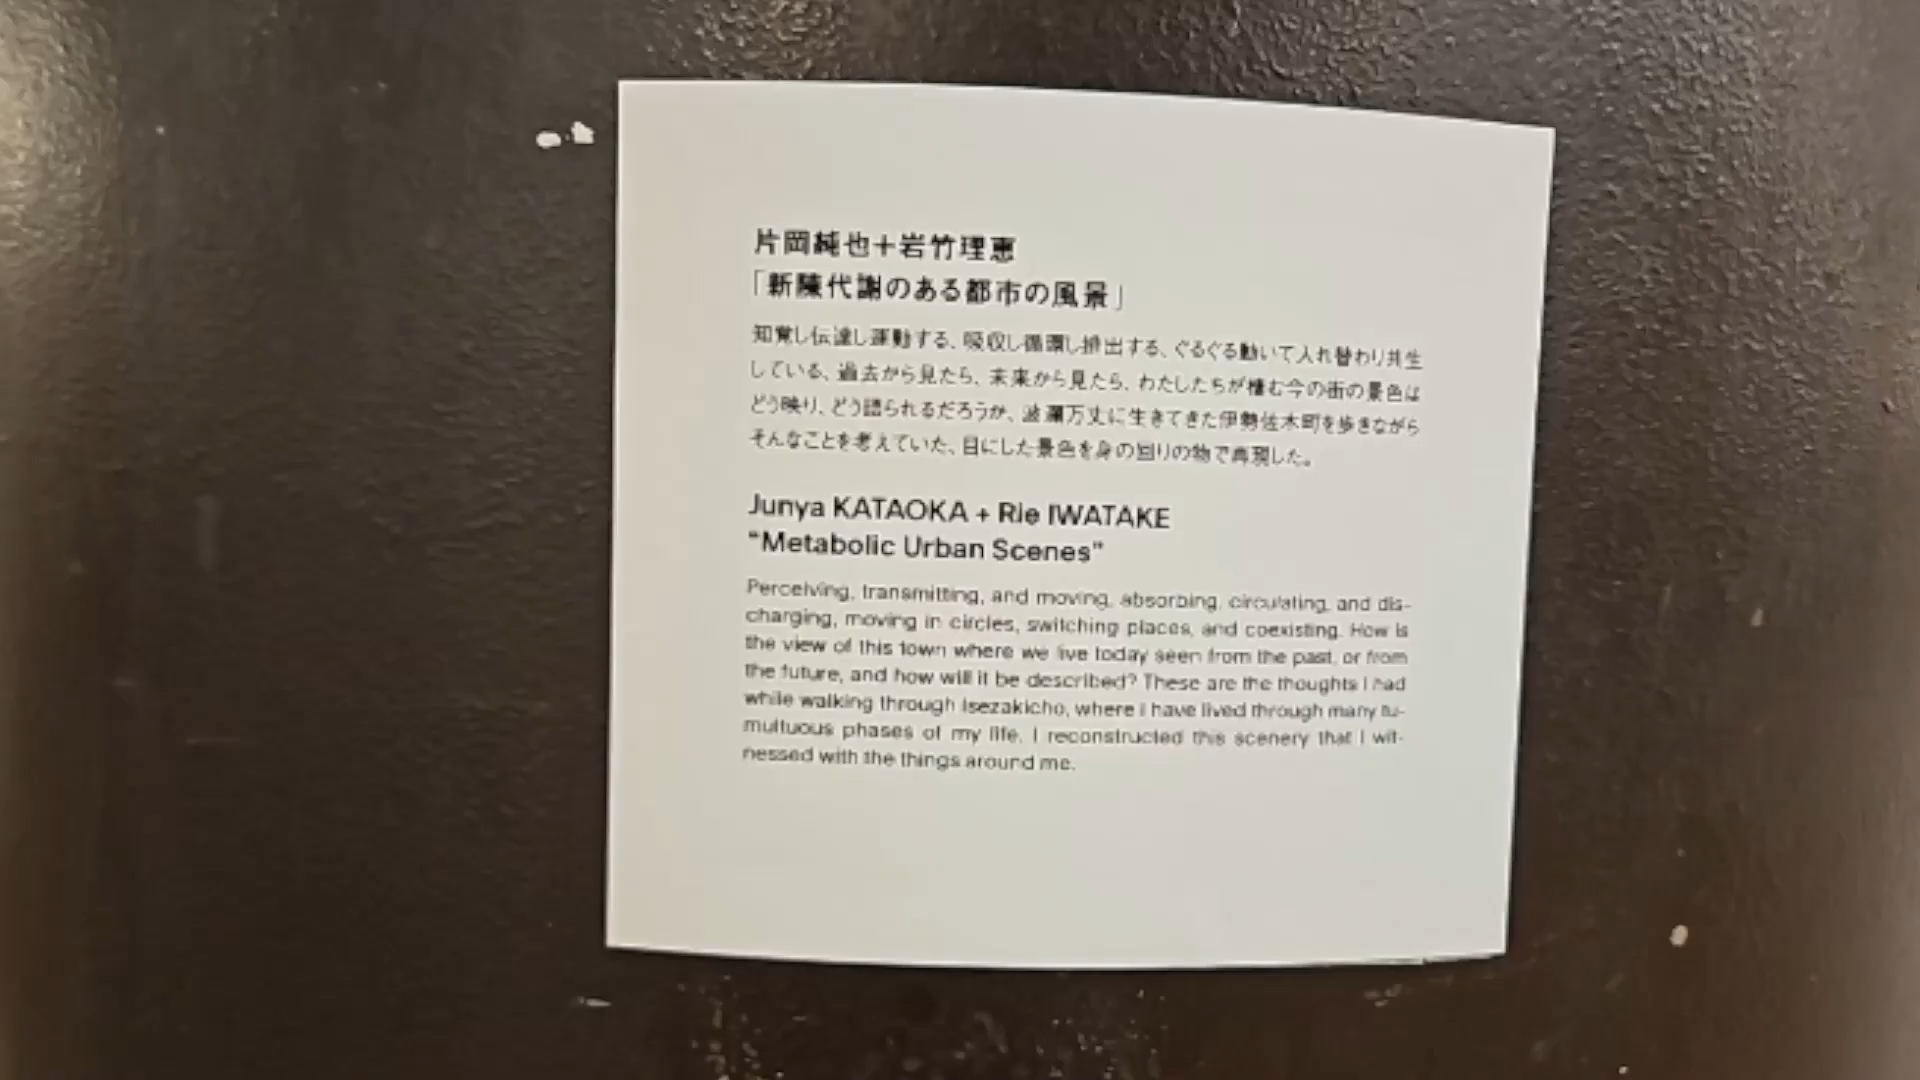 片岡純也＋岩竹理恵
「新陳代謝のある都市の風景」
知覚し伝達し運動する、吸収し循環し排出する、ぐるぐる動いて入れ替わり共生
している、過去から見たら、未来から見たら、わたしたちが棲む今の街の景色は
どう映り、どう語られるだろうか、波瀾万丈に生きてきた伊勢佐木町を歩きながら
そんなことを考えていた、目にした景色を身の回りの物で再現した。
Junya KATAOKA + Rie IWATAKE
“Metabolic Urban Scenes”
Perceiving, transmitting, and moving, absorbing, circulating, and dis-
charging, moving in circles, switching places, and coexisting. How is
the view of this town where we live today seen from the past, or from
the future, and how will it be described? These are the thoughts I had
while walking through Isezakicho, where I have lived through many tu-
multuous phases of my life. I reconstructed this scenery that I wit-
nessed with the things around me.